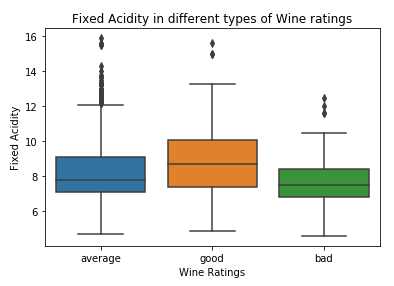 Fixed Acidity in different types of Wine ratings
16
14
12
10
8
6
Fixed Acidity
average
good
bad
Wine Ratings